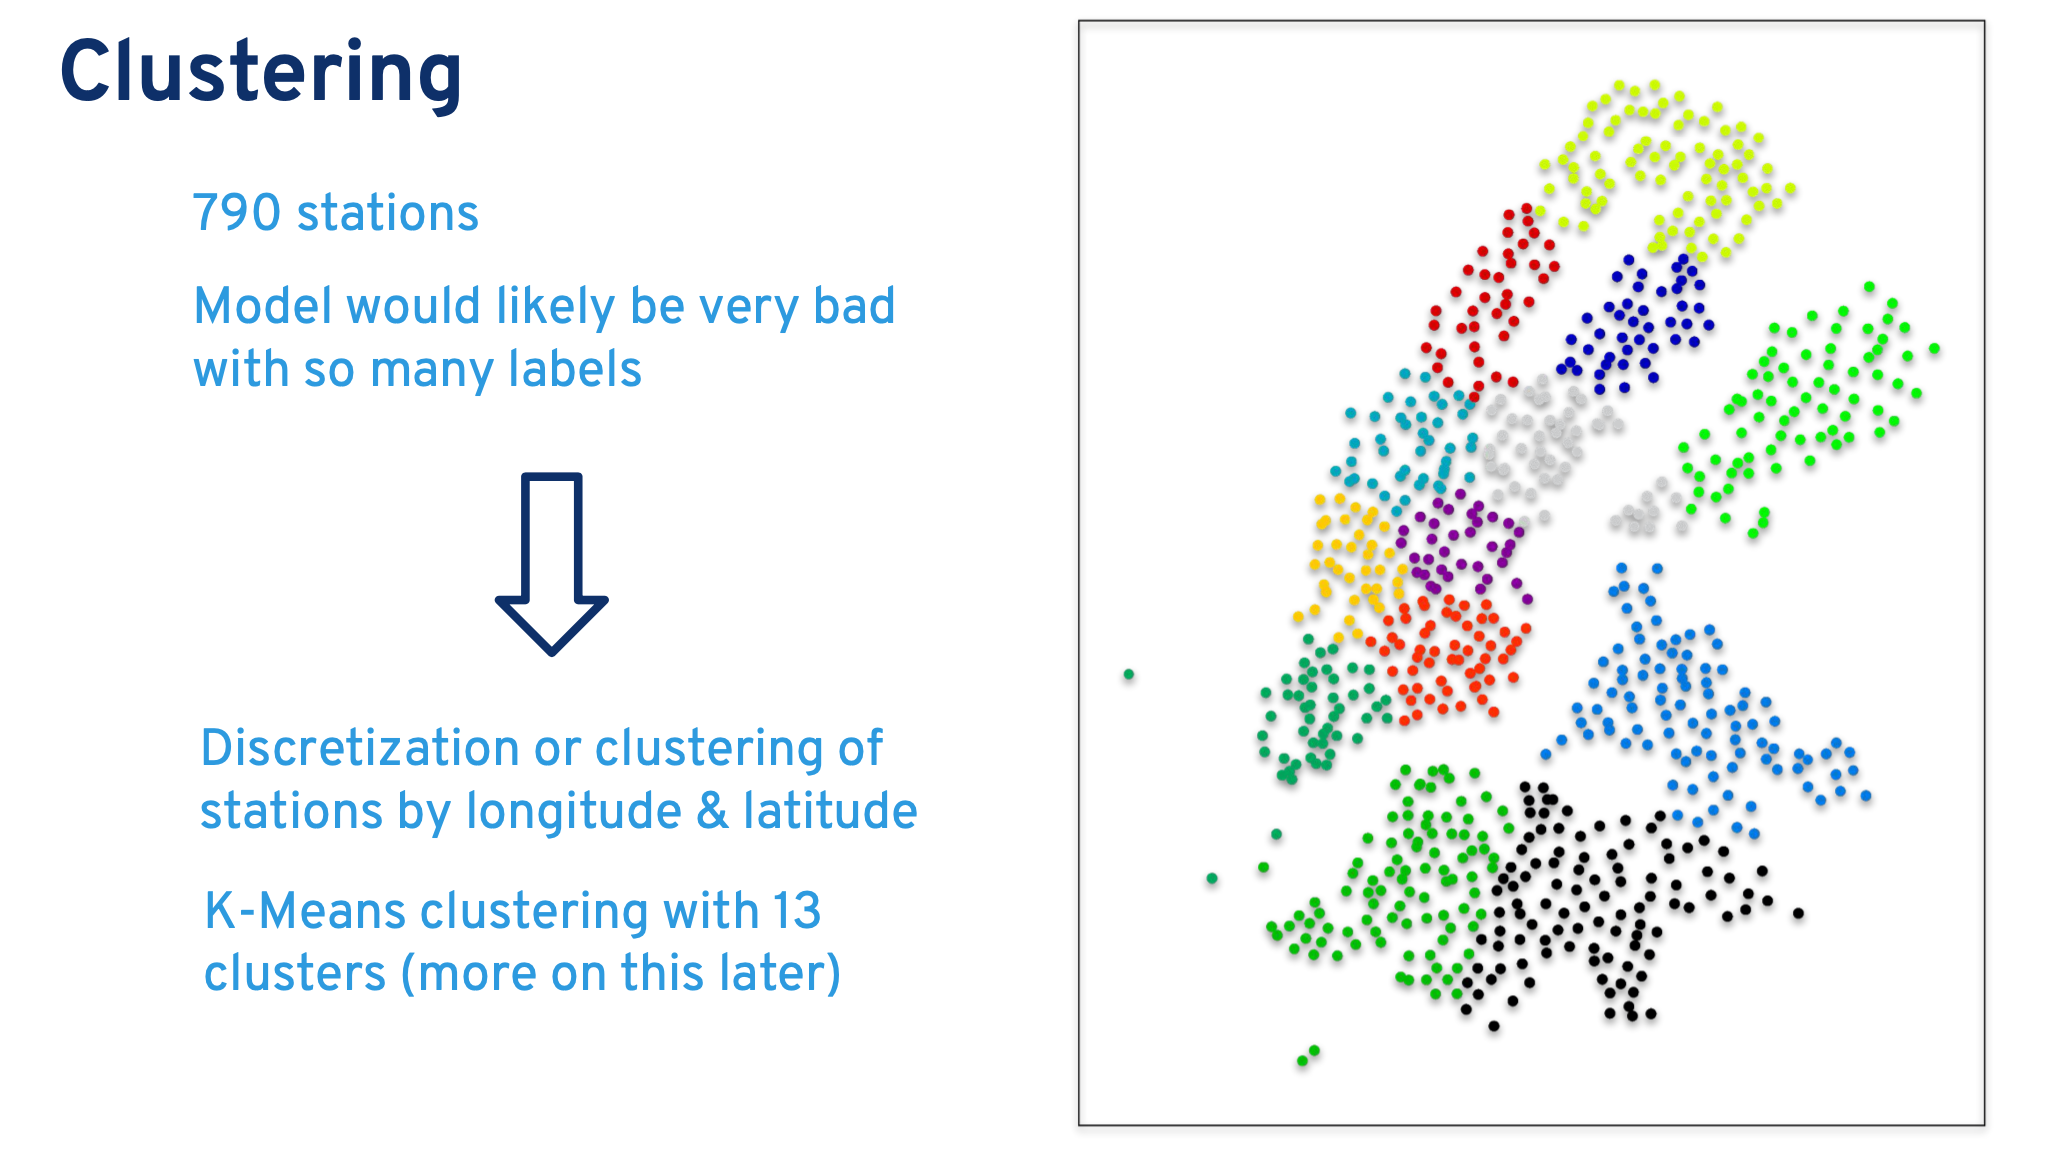 Clustering
790 stations
Model would likely be very bad
with so many labels
Discretization or clustering of
stations by longitude & latitude
K-Means clustering with 13
clusters (more on this later)